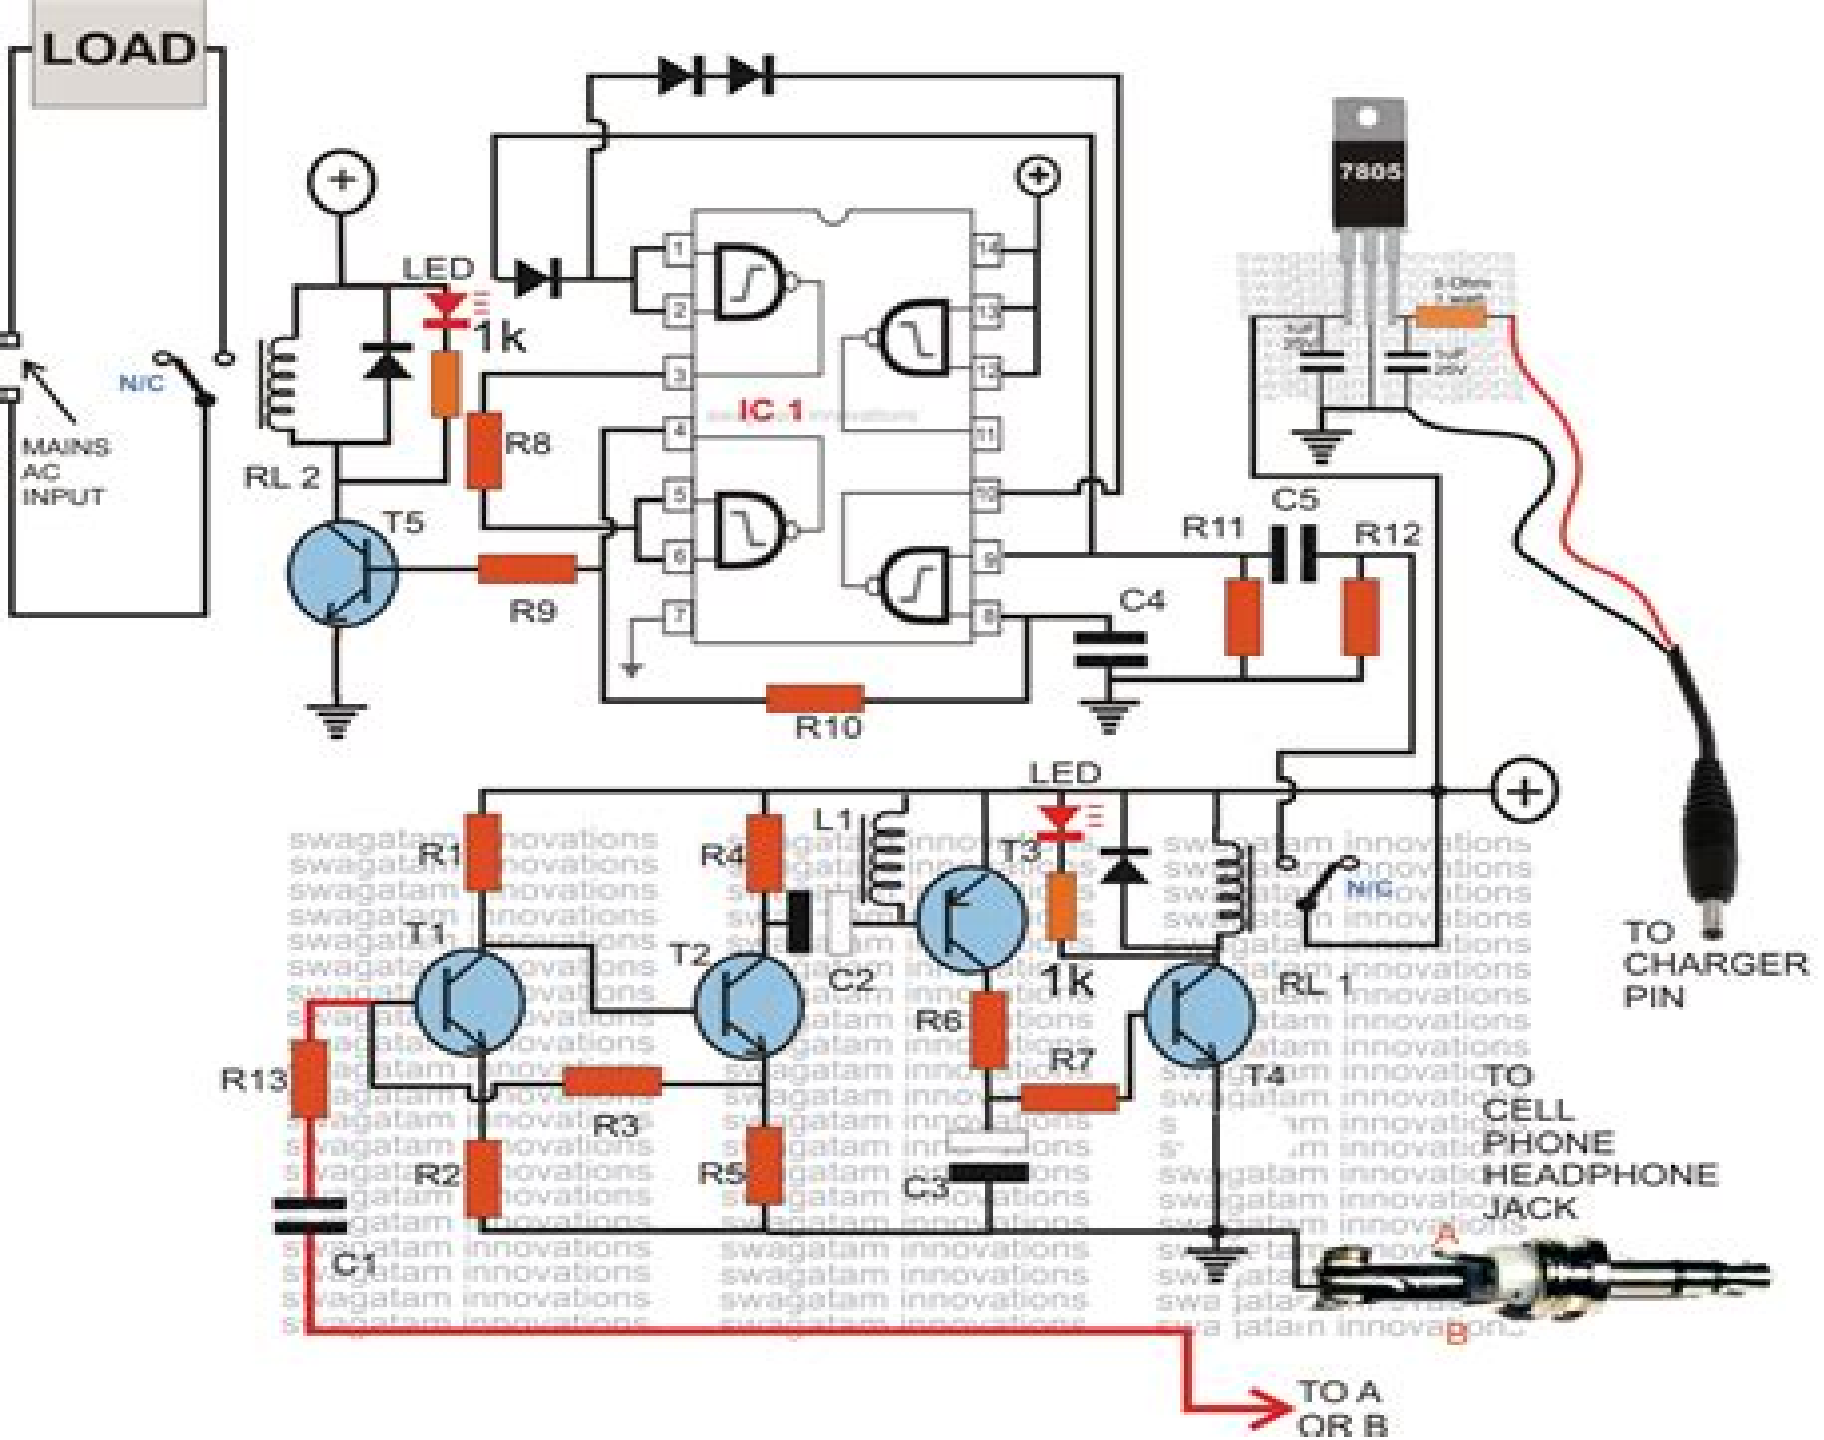 LOAD
7805
LED
1k
N/C
MAINS
AC
INPUT
RL 2
T5
R8
R9
IC 1
1
2
3
4
5
6
7
14
13
12
11
10
9
8
R10
C4
R11
C5
R12
swagatam innovations
TO
CHARGER
PIN
LED
L1
R1
R4
T3
T1
T2
C2
1k
RL 1
N/C
R6
R7
T4
R13
R3
R2
R5
C3
C1
TO
CELL
PHONE
HEADPHONE
JACK
A
B
TO A
OR B